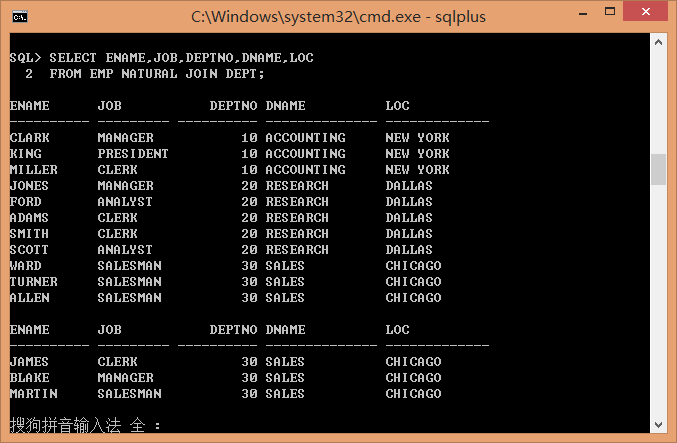 C:\Windows\system32\cmd.exe - sqlplus
SQL> SELECT ENAME,JOB,DEPTNO,DNAME,LOC
  2  FROM EMP NATURAL JOIN DEPT;
ENAME      JOB           DEPTNO DNAME          LOC
---------- --------- ---------- -------------- -------------
CLARK      MANAGER           10 ACCOUNTING     NEW YORK
KING       PRESIDENT         10 ACCOUNTING     NEW YORK
MILLER     CLERK             10 ACCOUNTING     NEW YORK
JONES      MANAGER           20 RESEARCH       DALLAS
FORD       ANALYST           20 RESEARCH       DALLAS
ADAMS      CLERK             20 RESEARCH       DALLAS
SMITH      CLERK             20 RESEARCH       DALLAS
SCOTT      ANALYST           20 RESEARCH       DALLAS
WARD       SALESMAN          30 SALES          CHICAGO
TURNER     SALESMAN          30 SALES          CHICAGO
ALLEN      SALESMAN          30 SALES          CHICAGO
ENAME      JOB           DEPTNO DNAME          LOC
---------- --------- ---------- -------------- -------------
JAMES      CLERK             30 SALES          CHICAGO
BLAKE      MANAGER           30 SALES          CHICAGO
MARTIN     SALESMAN          30 SALES          CHICAGO
搜狗拼音输入法 全 :